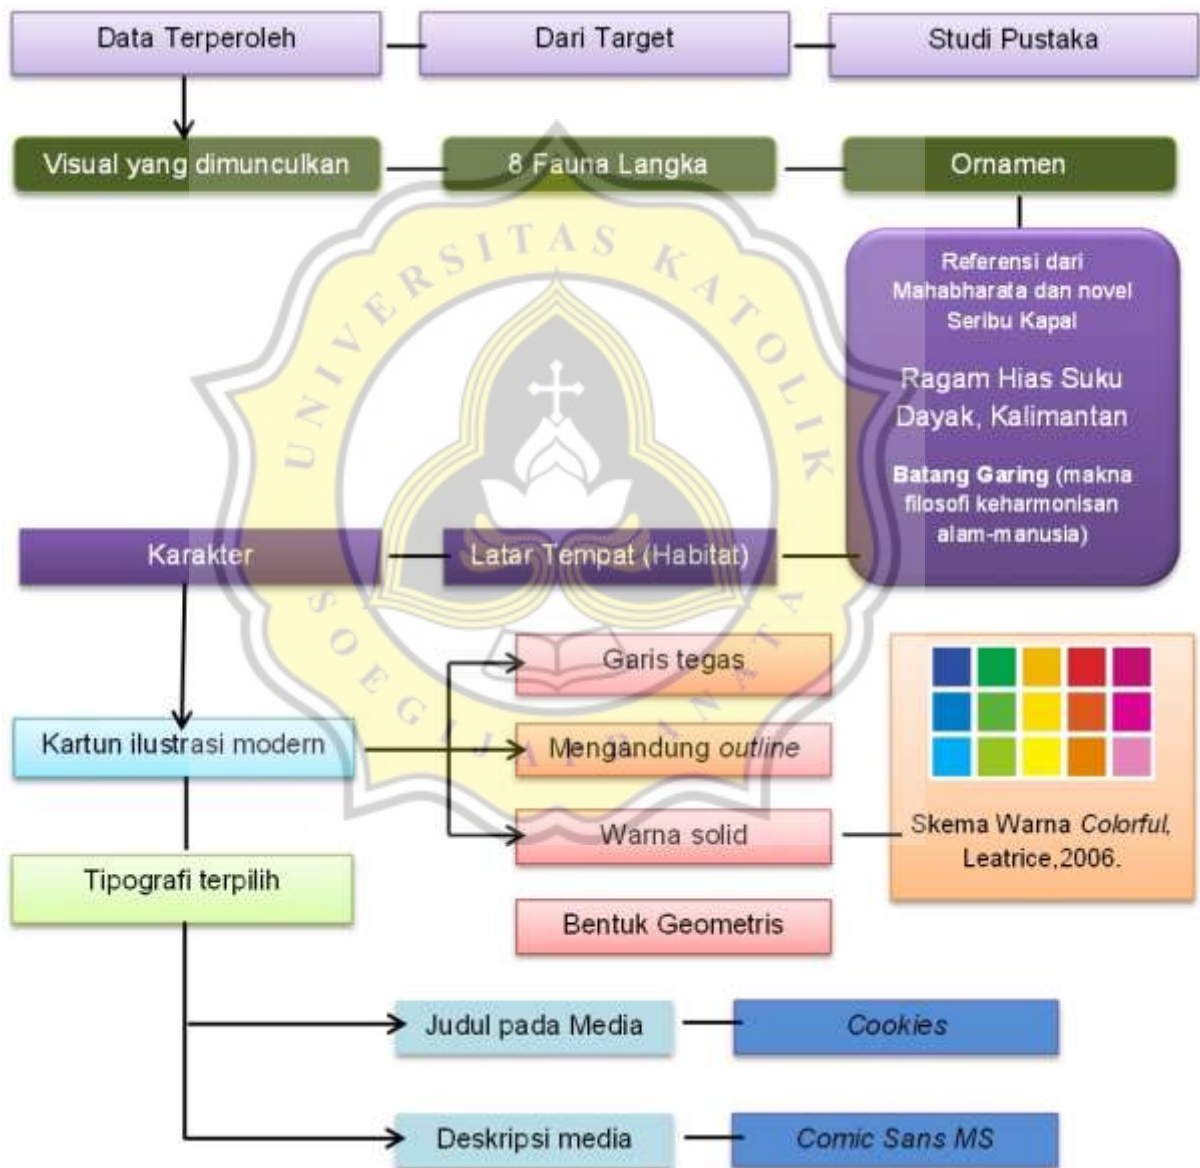 Data Terperoleh
Dari Target
Studi Pustaka
Visual yang dimunculkan
8 Fauna Langka
Ornamen
Referensi dari
Mahabharata dan novel
Seribu Kapal
Ragam Hias Suku
Dayak, Kalimantan
Batang Garing (makna
filosofi keharmonisan
alam-manusia)
UNIVERSITAS KATOLIK
SOEGIJAPRANATA
Karakter
Latar Tempat (Habitat)
Garis tegas
Kartun ilustrasi modern
Mengandung outline
Warna solid
Skema Warna Colorful,
Leatrice,2006.
Tipografi terpilih
Bentuk Geometris
Judul pada Media
Cookies
Deskripsi media
Comic Sans MS